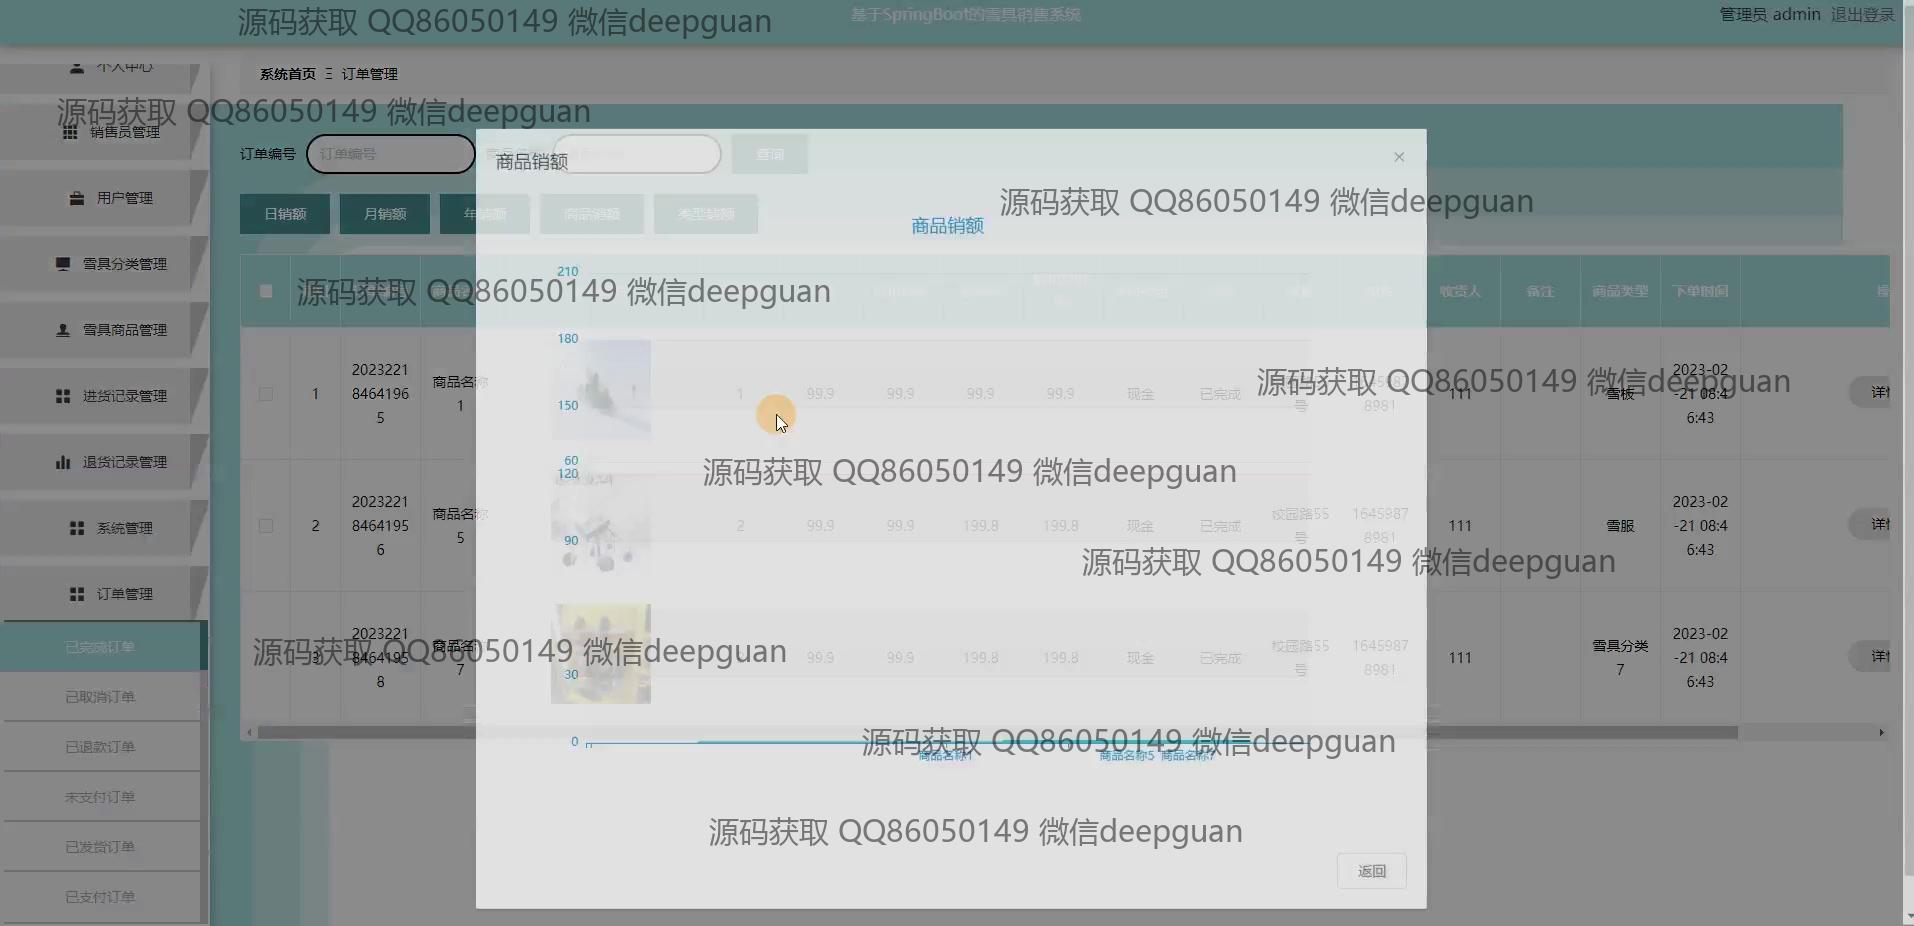 源码获取 QQ86050149 微信deepguan
基于SpringBoot的雪具销售系统
管理员 admin 退出登录
个人中心
系统首页 Ξ 订单管理
源码获取 QQ86050149 微信deepguan
销售员管理
订单编号 订单编号
查询
商品销额 ×
用户管理
日销额 月销额 年销额 商品销额 类型销额
源码获取 QQ86050149 微信deepguan
商品销额
雪具分类管理
210
源码获取 QQ86050149 微信deepguan
收货人 备注 商品类型 下单时间
雪具商品管理
180
2023221
8464196
5
商品名称
1
1 99.9 99.9 99.9 99.9 现金 已完成
号
8981
111 雪板
2023-02
-21 08:4
6:43
详情
源码获取 QQ86050149 微信deepguan
进货记录管理
150
退货记录管理
60
120
源码获取 QQ86050149 微信deepguan
2
2023221
8464195
6
商品名称
5
2 99.9 99.9 199.8 199.8 现金 已完成
校园路55
号
1645987
8981
111 雪服
2023-02
-21 08:4
6:43
详情
系统管理
90
源码获取 QQ86050149 微信deepguan
订单管理
3
2023221
8464195
8
商品名称
7
99.9 99.9 199.8 199.8 现金 已完成
校园路55
号
1645987
8981
111
雪具分类
7
2023-02
-21 08:4
6:43
详情
源码获取 QQ86050149 微信deepguan
已完成订单
30
已取消订单
0
源码获取 QQ86050149 微信deepguan
商品名称1 商品名称5 商品名称7
已退款订单
未支付订单
源码获取 QQ86050149 微信deepguan
已发货订单
返回
已支付订单